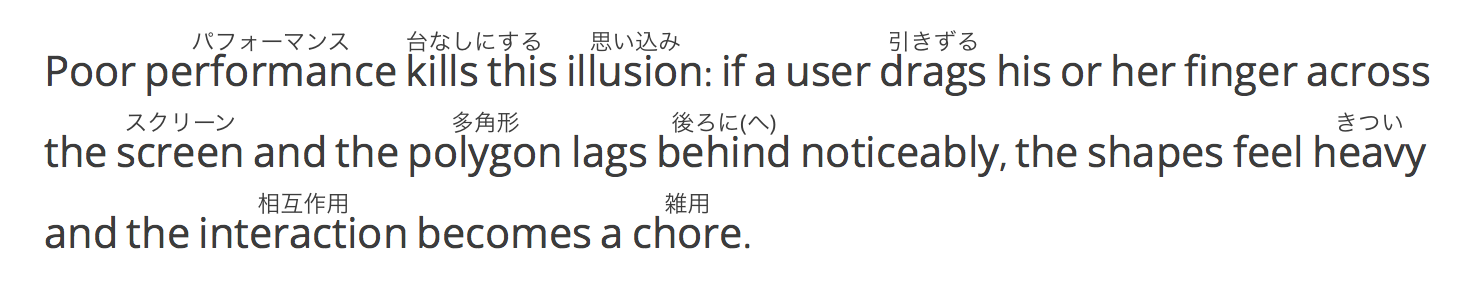 パフォーマンス 台なしにする 思い込み 引きずる
Poor performance kills this illusion: if a user drags his or her finger across
スクリーン 多角形 後ろに(へ) きつい
the screen and the polygon lags behind noticeably, the shapes feel heavy
相互作用 雑用
and the interaction becomes a chore.